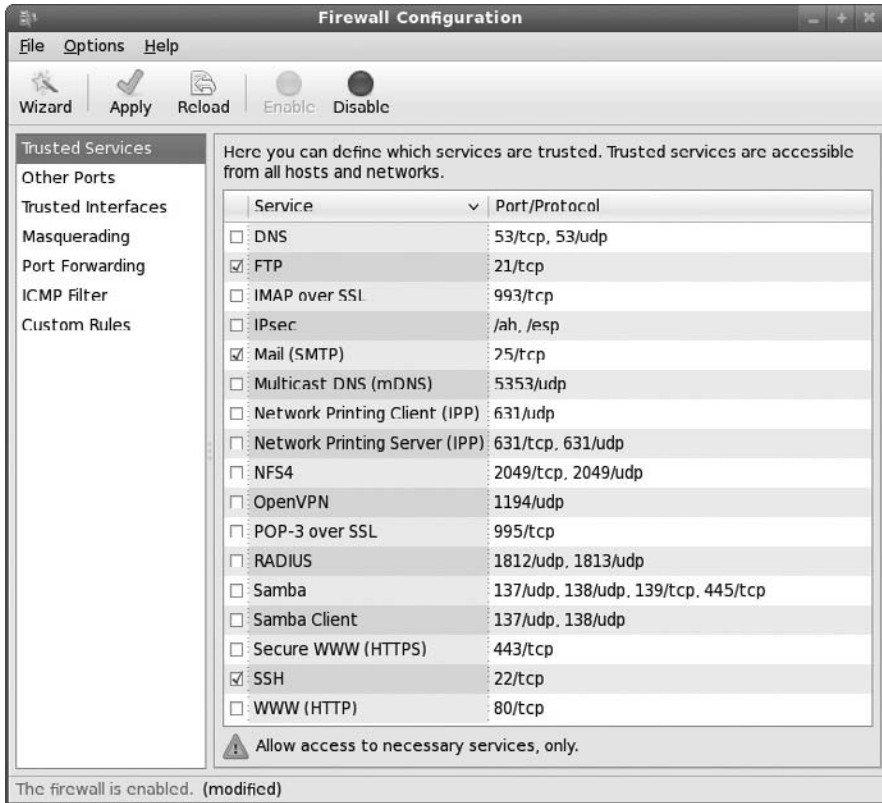 Firewall Configuration
File Options Help
Wizard Apply Reload Enable Disable
Trusted Services
Other Ports
Trusted Interfaces
Masquerading
Port Forwarding
ICMP Filter
Custom Rules
Here you can define which services are trusted. Trusted services are accessible
from all hosts and networks.
Service Port/Protocol
DNS 53/tcp, 53/udp
FTP 21/tcp
IMAP over SSL 993/tcp
IPsec /ah, /esp
Mail (SMTP) 25/tcp
Multicast DNS (mDNS) 5353/udp
Network Printing Client (IPP) 631/udp
Network Printing Server (IPP) 631/tcp, 631/udp
NFS4 2049/tcp, 2049/udp
OpenVPN 1194/udp
POP-3 over SSL 995/tcp
RADIUS 1812/udp, 1813/udp
Samba 137/udp, 138/udp, 139/tcp, 445/tcp
Samba Client 137/udp, 138/udp
Secure WWW (HTTPS) 443/tcp
SSH 22/tcp
WWW (HTTP) 80/tcp
Allow access to necessary services, only.
The firewall is enabled. (modified)